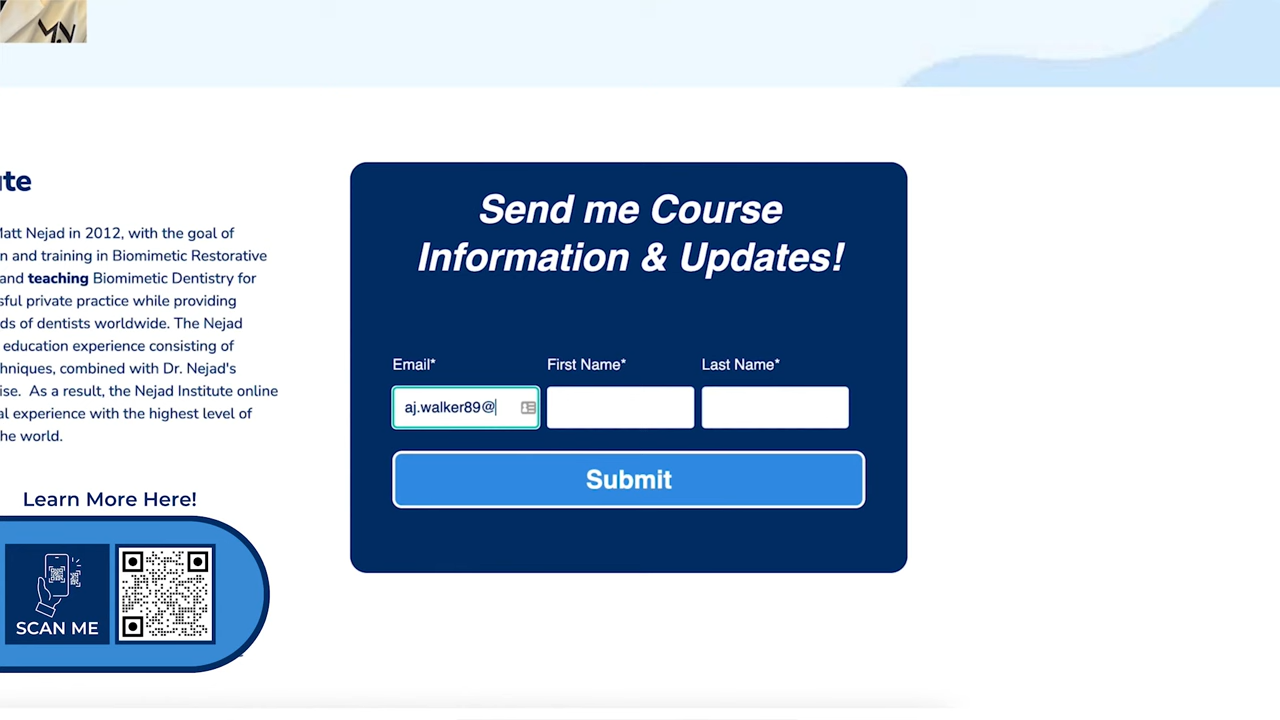 M.N
ute
Matt Nejad in 2012, with the goal of
n and training in Biomimetic Restorative
and teaching Biomimetic Dentistry for
sful private practice while providing
ds of dentists worldwide. The Nejad
education experience consisting of
hniques, combined with Dr. Nejad's
ise. As a result, the Nejad Institute online
al experience with the highest level of
he world.
Learn More Here!
SCAN ME
Send me Course
Information & Updates!
Email* First Name* Last Name*
aj.walker89@
Submit